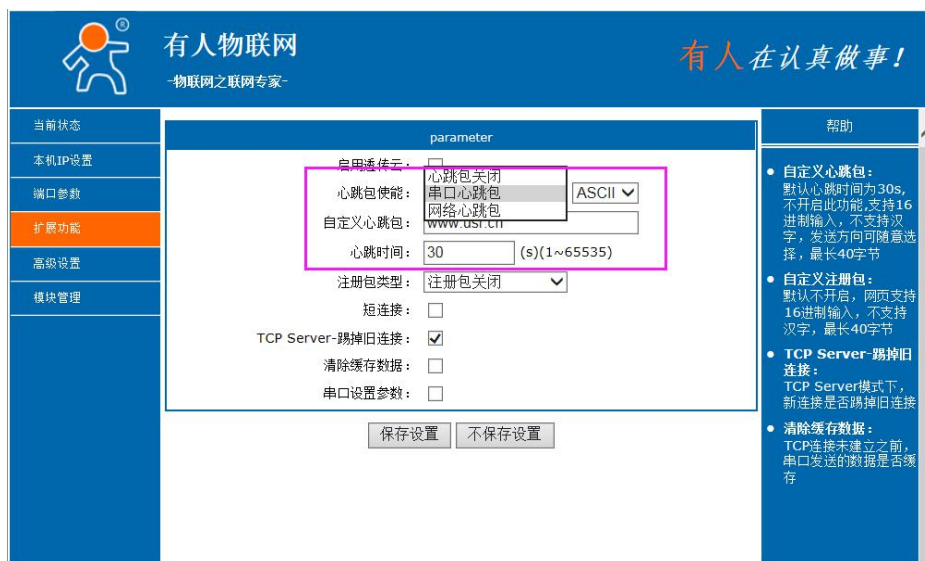 ®
有人物联网
-物联网之联网专家-
有人在认真做事!
当前状态
本机IP设置
端口参数
扩展功能
高级设置
模块管理
parameter
启用透传云:
心跳包关闭
心跳包使能: 串口心跳包 ASCII
网络心跳包
自定义心跳包: www.usr.cn
心跳时间: 30 (s)(1~65535)
注册包类型: 注册包关闭
短连接:
TCP Server-踢掉旧连接:
清除缓存数据:
串口设置参数:
保存设置 不保存设置
帮助
• 自定义心跳包:
默认心跳时间为30s,
不开启此功能,支持16
进制输入，不支持汉
字，发送方向可随意选
择，最长40字节
• 自定义注册包:
默认不开启，网页支持
16进制输入，不支持
汉字，最长40字节
• TCP Server-踢掉旧
连接:
TCP Server模式下，
新连接是否踢掉旧连接
• 清除缓存数据:
TCP连接未建立之前，
串口发送的数据是否缓
存